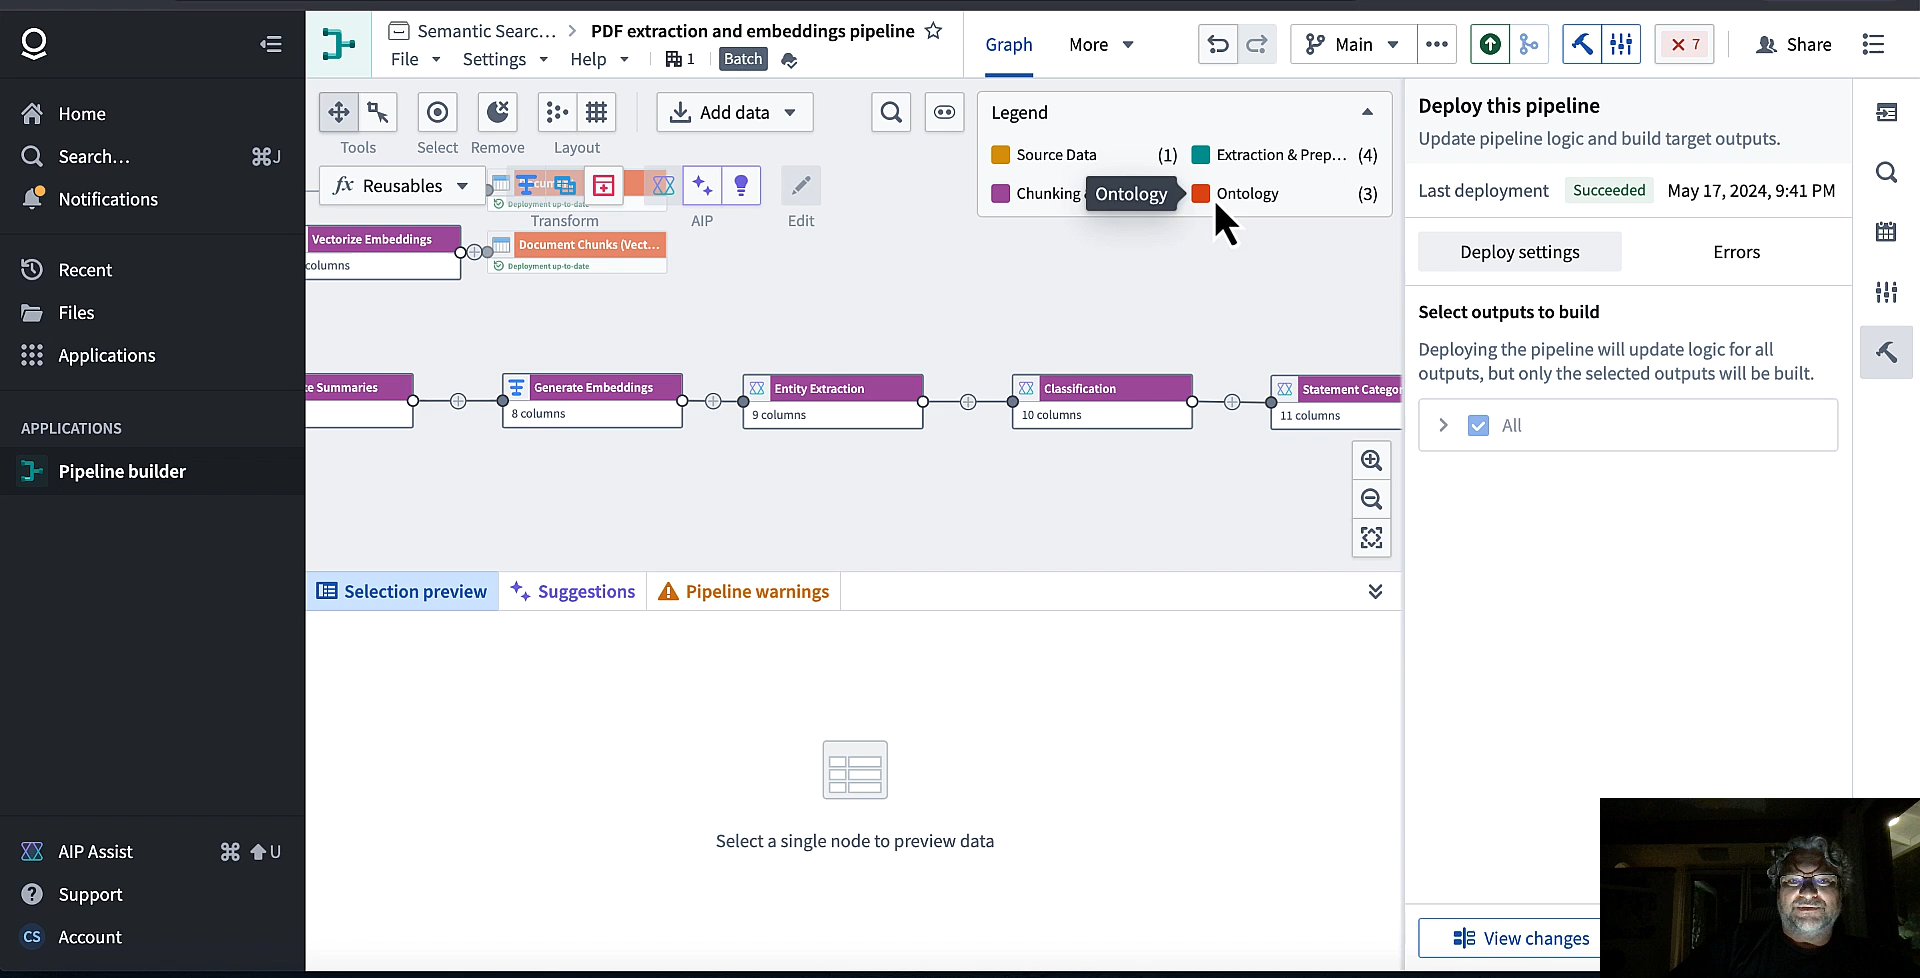 Home
Search…
⌘J
Notifications
Recent
Files
Applications
APPLICATIONS
Pipeline builder
AIP Assist
⌘ U
Support
CS
Account
Semantic Searc…
PDF extraction and embeddings pipeline
File
Settings
Help
1
Batch
Graph
More
Main
7
Share
Tools
Select
Remove
Layout
Add data
Reusables
Transform
AIP
Edit
Legend
Source Data
(1)
Extraction & Prep…
(4)
Chunking
Ontology
Ontology
(3)
Deployment up-to-date
Vectorize Embeddings
columns
Document Chunks (Vect…
Deployment up-to-date
Summaries
Generate Embeddings
8 columns
Entity Extraction
9 columns
Classification
10 columns
Statement Catego
11 columns
Selection preview
Suggestions
Pipeline warnings
Select a single node to preview data
Deploy this pipeline
Update pipeline logic and build target outputs.
Last deployment
Succeeded
May 17, 2024, 9:41 PM
Deploy settings
Errors
Select outputs to build
Deploying the pipeline will update logic for all
outputs, but only the selected outputs will be built.
All
View changes